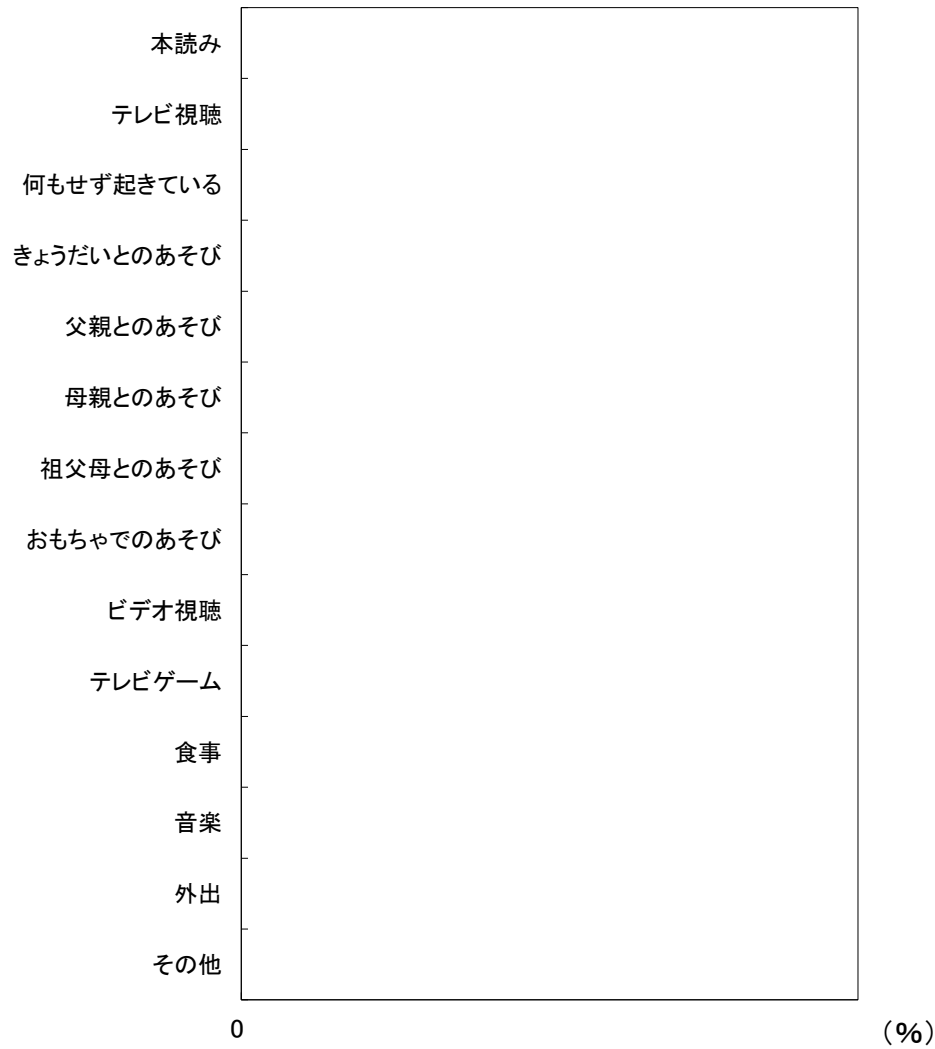 本読み
テレビ視聴
何もせず起きている
きょうだいとのあそび
父親とのあそび
母親とのあそび
祖父母とのあそび
おもちゃでのあそび
ビデオ視聴
テレビゲーム
食事
音楽
外出
その他
0
（%）